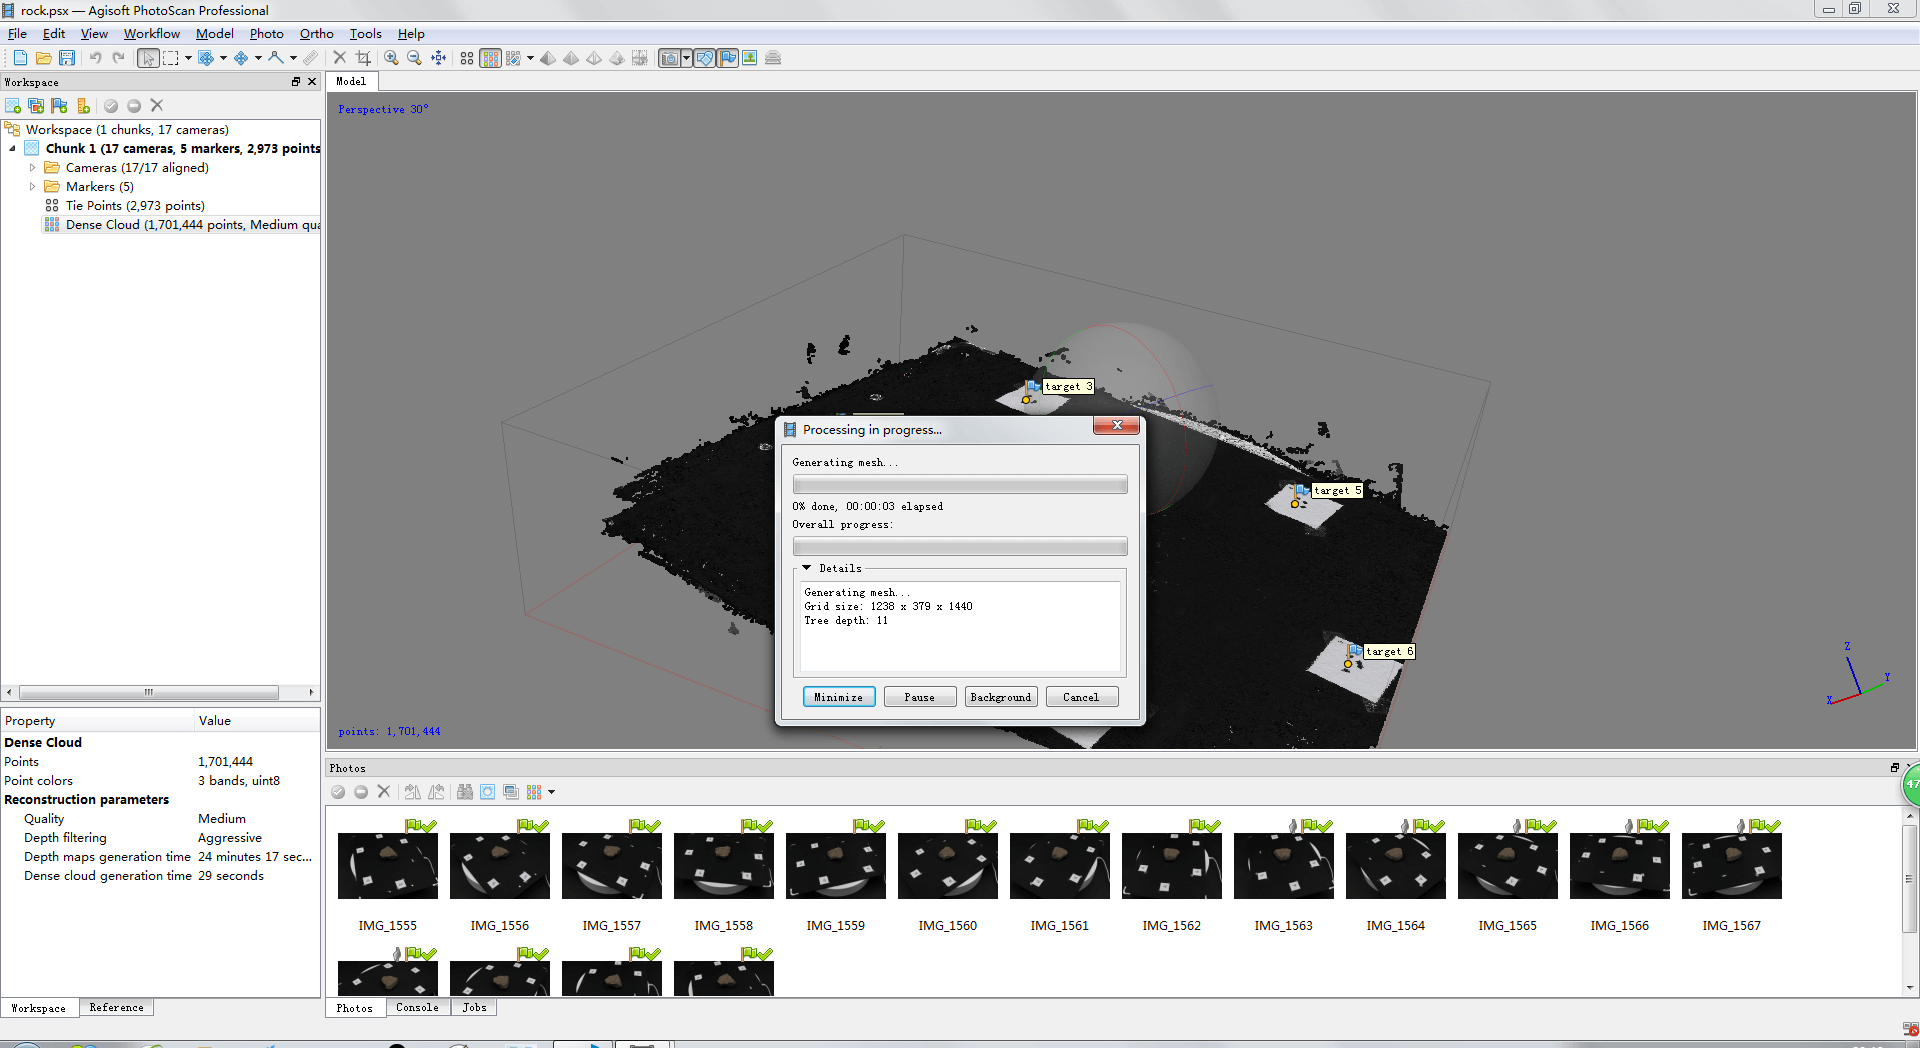 rock.psx — Agisoft PhotoScan Professional
File Edit View Workflow Model Photo Ortho Tools Help
Workspace
Workspace (1 chunks, 17 cameras)
Chunk 1 (17 cameras, 5 markers, 2,973 points
Cameras (17/17 aligned)
Markers (5)
Tie Points (2,973 points)
Dense Cloud (1,701,444 points, Medium qua
Property Value
Dense Cloud
Points 1,701,444
Point colors 3 bands, uint8
Reconstruction parameters
Quality Medium
Depth filtering Aggressive
Depth maps generation time 24 minutes 17 sec...
Dense cloud generation time 29 seconds
Workspace Reference
Model
Perspective 30°
target 3
target 5
target 6
Z
Y
X
points: 1,701,444
Processing in progress...
Generating mesh...
0% done, 00:00:03 elapsed
Overall progress:
Details
Generating mesh...
Grid size: 1238 x 379 x 1440
Tree depth: 11
Minimize Pause Background Cancel
Photos
47
IMG_1555 IMG_1556 IMG_1557 IMG_1558 IMG_1559 IMG_1560 IMG_1561 IMG_1562 IMG_1563 IMG_1564 IMG_1565 IMG_1566 IMG_1567
Photos Console Jobs